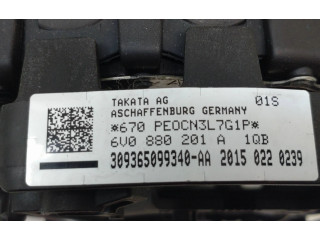 TAKATA AG 01S
ASCHAFFENBURG GERMANY
*670 PEOCN3L7G1P*
6V0 880 201 A 1QB
309365099340-AA 2015 022 0239